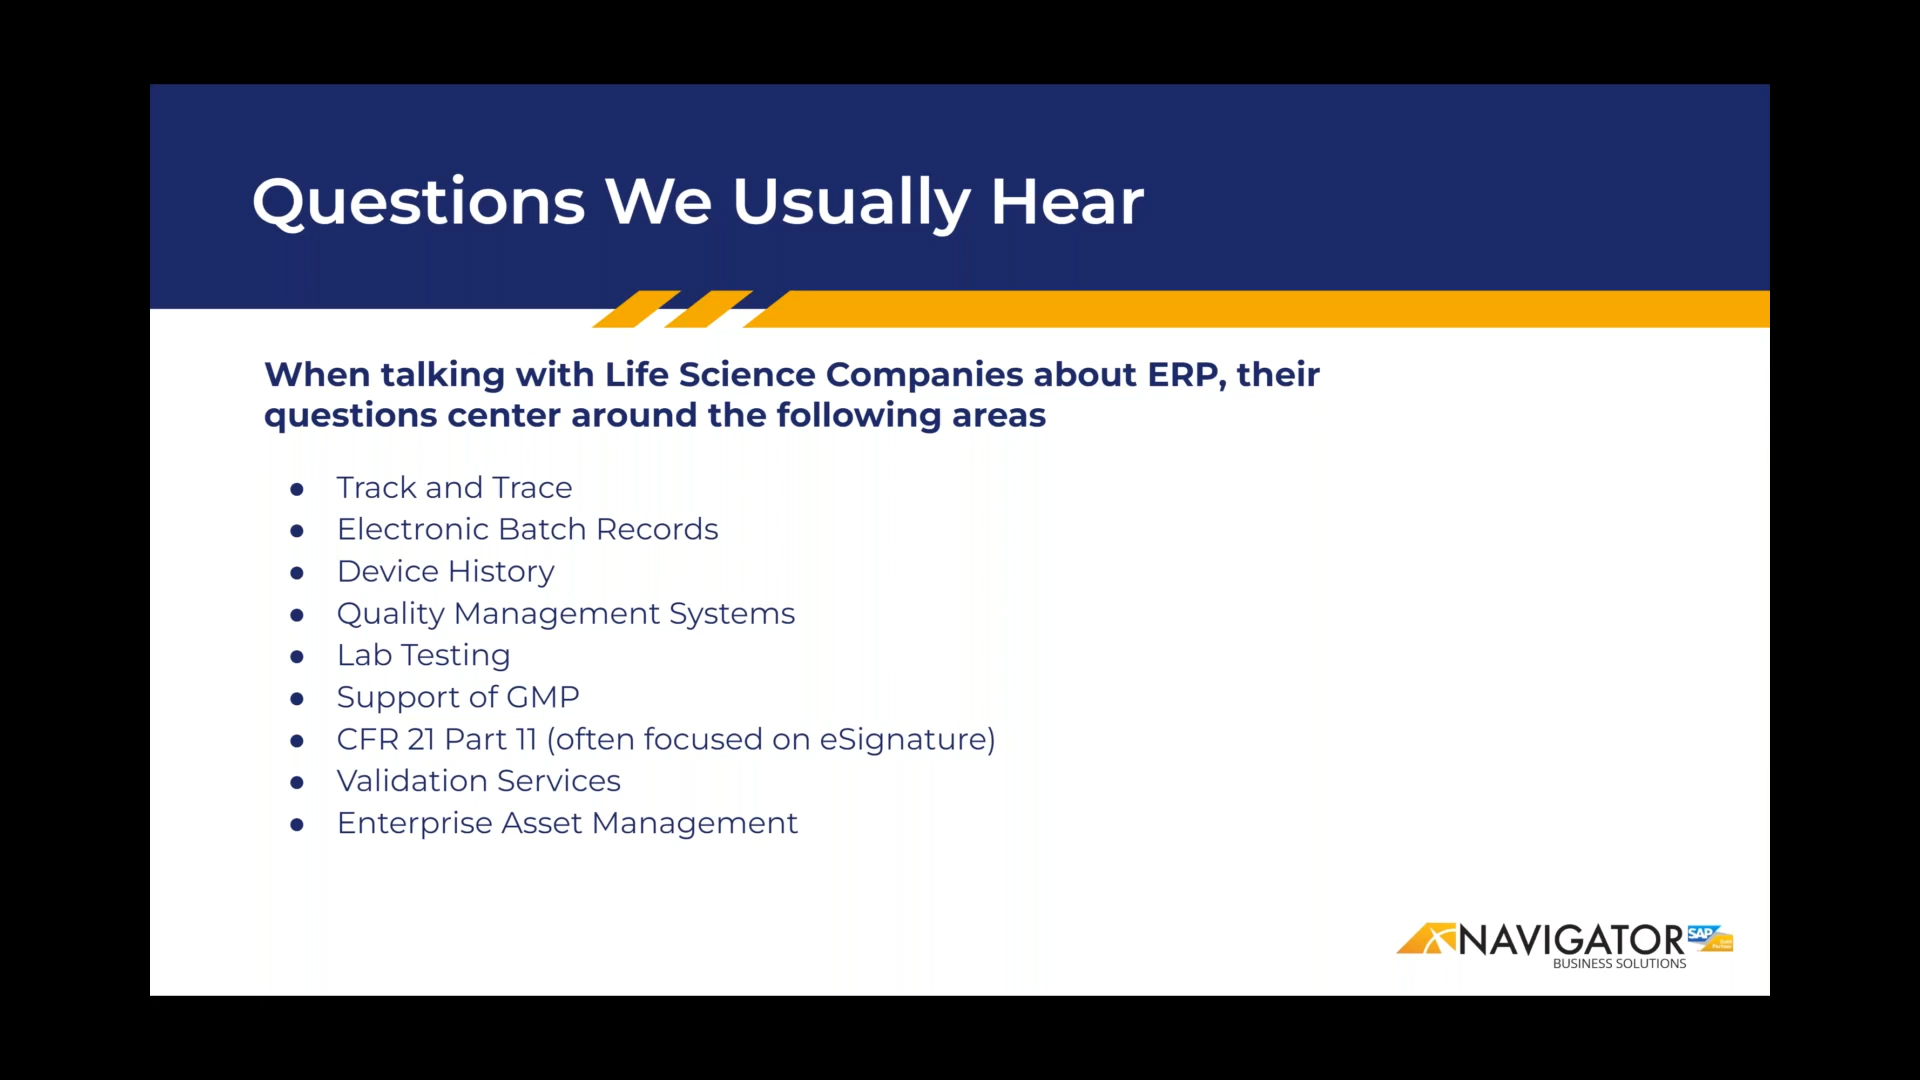 Questions We Usually Hear
When talking with Life Science Companies about ERP, their
questions center around the following areas
● Track and Trace
● Electronic Batch Records
● Device History
● Quality Management Systems
● Lab Testing
● Support of GMP
● CFR 21 Part 11 (often focused on eSignature)
● Validation Services
● Enterprise Asset Management
NAVIGATOR
SAP
BUSINESS SOLUTIONS